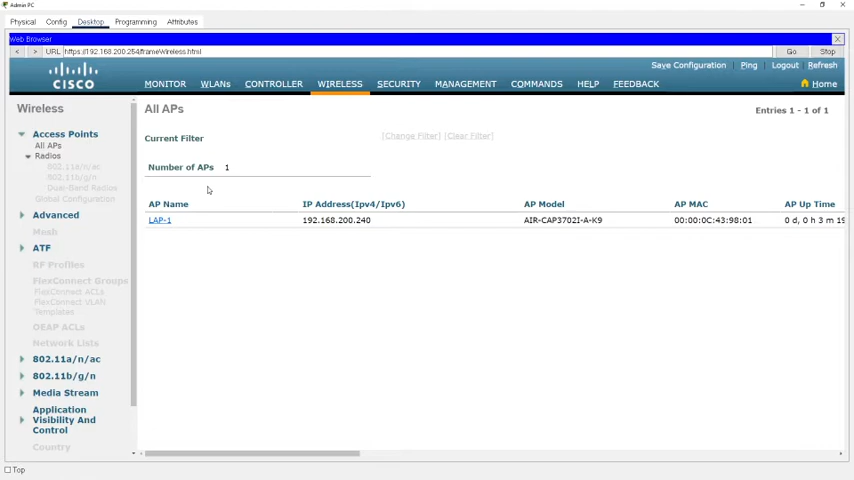 Admin PC
Physical Config Desktop Programming Attributes
Web Browser X
< > URL https://192.168.200.254/frameWireless.html Go Stop
Save Configuration Ping Logout Refresh
CISCO MONITOR WLANs CONTROLLER WIRELESS SECURITY MANAGEMENT COMMANDS HELP FEEDBACK Home
Wireless
Access Points
All APs
Radios
802.11a/n/ac
802.11b/g/n
Dual-Band Radios
Global Configuration
Advanced
Mesh
ATF
RF Profiles
FlexConnect Groups
FlexConnect ACLs
FlexConnect VLAN
Templates
OEAP ACLs
Network Lists
802.11a/n/ac
802.11b/g/n
Media Stream
Application
Visibility And
Control
Country
All APs Entries 1 - 1 of 1
Current Filter [Change Filter] [Clear Filter]
Number of APs 1
AP Name IP Address(Ipv4/Ipv6) AP Model AP MAC AP Up Time
LAP-1 192.168.200.240 AIR-CAP3702I-A-K9 00:00:0C:43:98:01 0 d, 0 h 3 m 19
Top